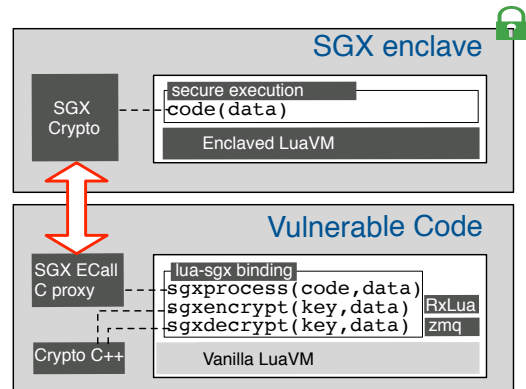 SGX enclave
SGX
Crypto
secure execution
code(data)
Enclaved LuaVM
Vulnerable Code
SGX ECall
C proxy
lua-sgx binding
sgxprocess(code,data)
sgxencrypt(key,data)
sgxdecrypt(key,data)
RxLua
zmq
Crypto C++
Vanilla LuaVM